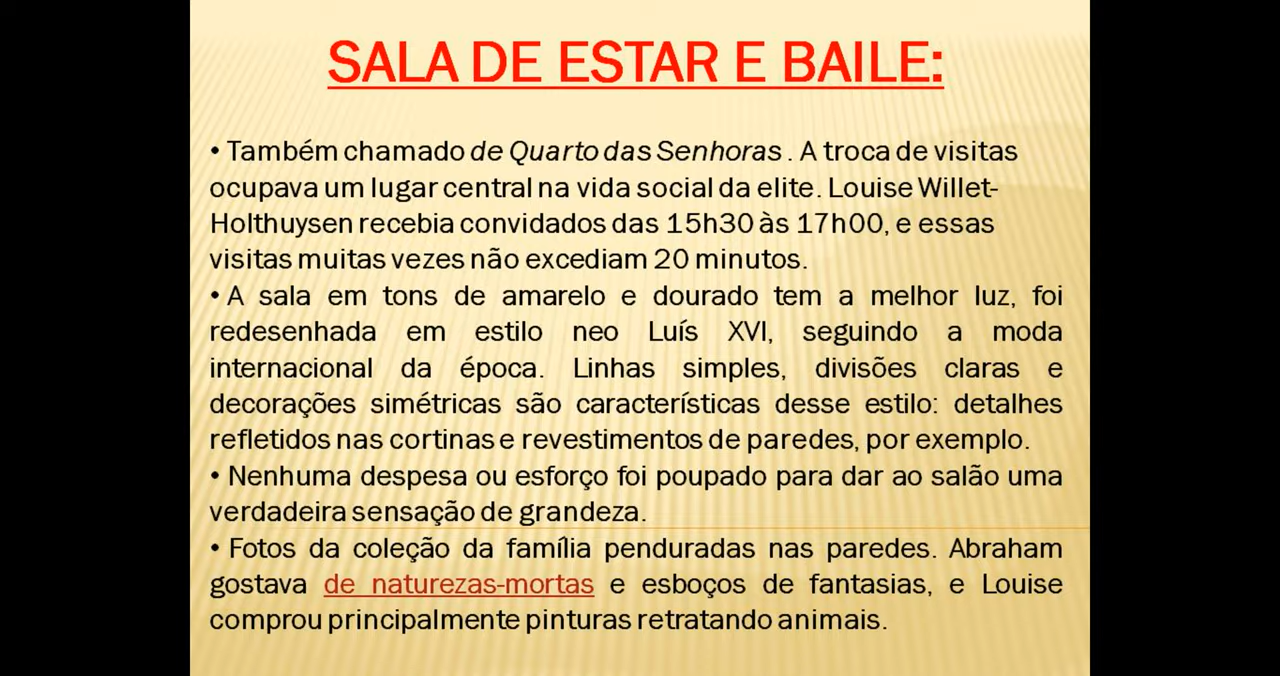 SALA DE ESTAR E BAILE:
• Também chamado de Quarto das Senhoras . A troca de visitas
ocupava um lugar central na vida social da elite. Louise Willet-
Holthuysen recebia convidados das 15h30 às 17h00, e essas
visitas muitas vezes não excediam 20 minutos.
• A sala em tons de amarelo e dourado tem a melhor luz, foi
redesenhada em estilo neo Luís XVI, seguindo a moda
internacional da época. Linhas simples, divisões claras e
decorações simétricas são características desse estilo: detalhes
refletidos nas cortinas e revestimentos de paredes, por exemplo.
• Nenhuma despesa ou esforço foi poupado para dar ao salão uma
verdadeira sensação de grandeza.
• Fotos da coleção da família penduradas nas paredes. Abraham
gostava de naturezas-mortas e esboços de fantasias, e Louise
comprou principalmente pinturas retratando animais.